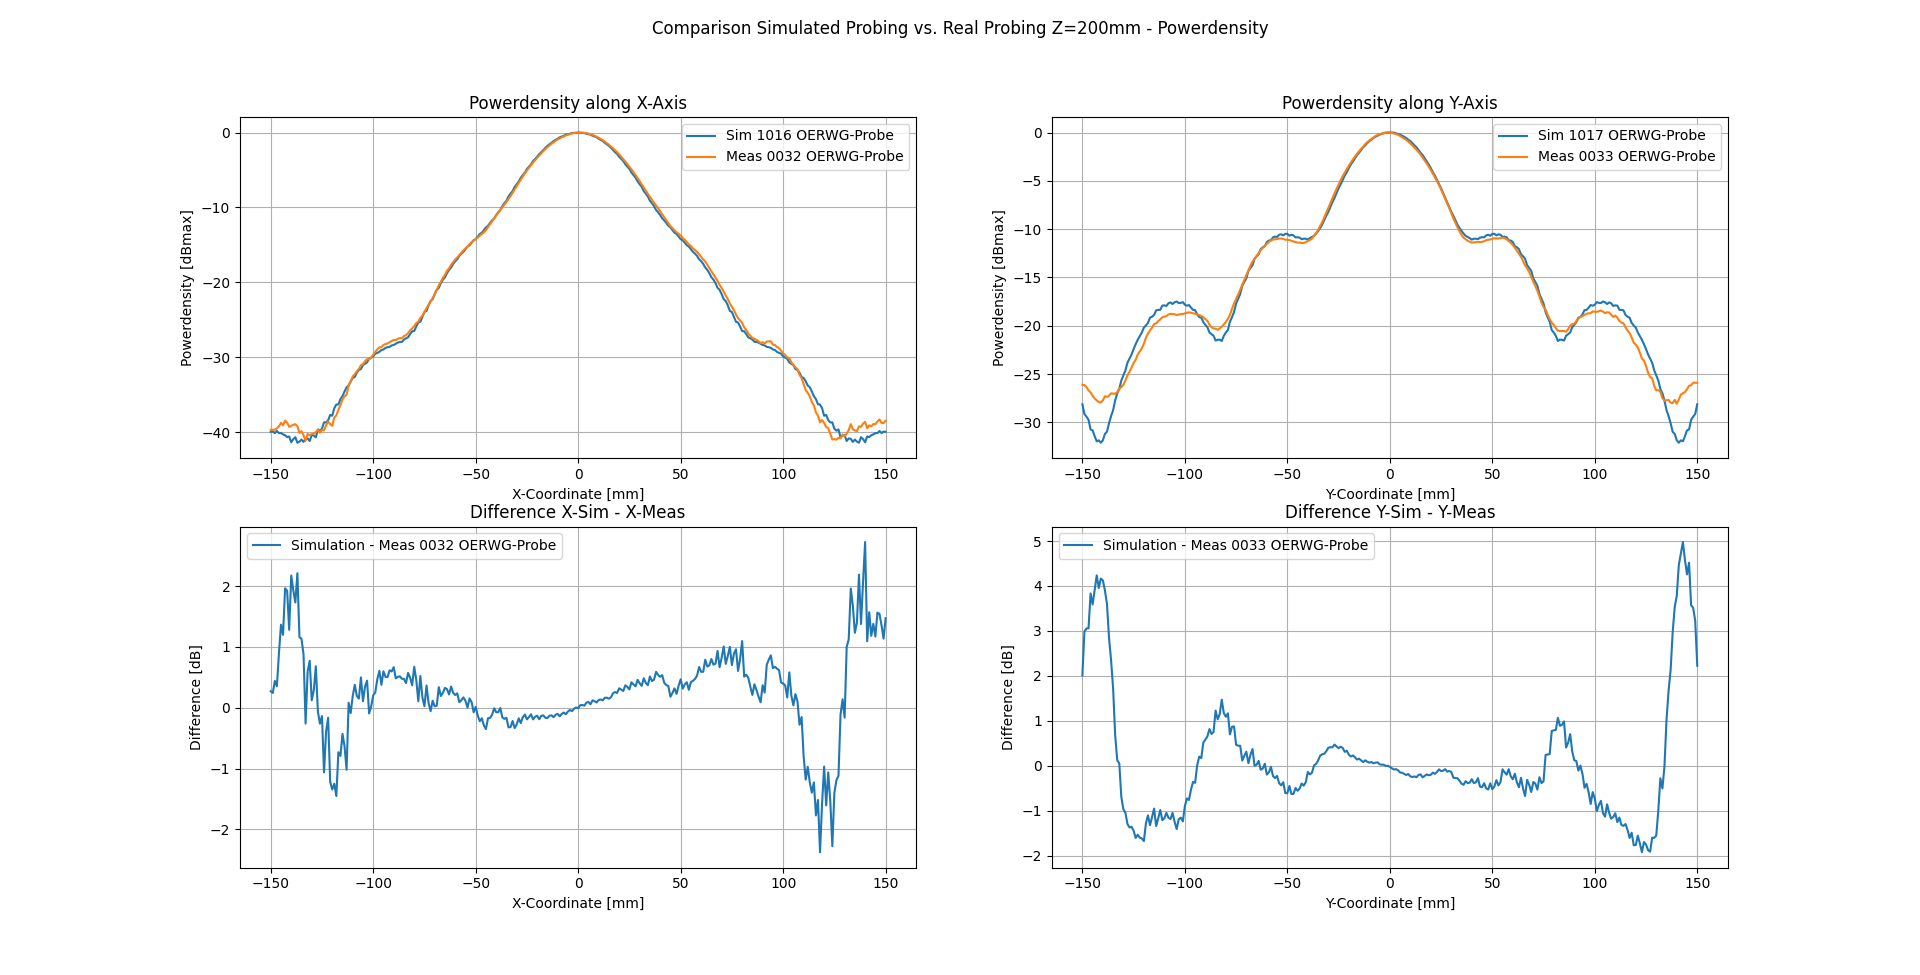 Comparison Simulated Probing vs. Real Probing Z=200mm - Powerdensity
Powerdensity along X-Axis
Sim 1016 OERWG-Probe
Meas 0032 OERWG-Probe
Powerdensity [dBmax]
0
−10
−20
−30
−40
−150
−100
−50
0
50
100
150
X-Coordinate [mm]
Powerdensity along Y-Axis
Sim 1017 OERWG-Probe
Meas 0033 OERWG-Probe
Powerdensity [dBmax]
0
−5
−10
−15
−20
−25
−30
−150
−100
−50
0
50
100
150
Y-Coordinate [mm]
Difference X-Sim - X-Meas
Simulation - Meas 0032 OERWG-Probe
Difference [dB]
2
1
0
−1
−2
−150
−100
−50
0
50
100
150
X-Coordinate [mm]
Difference Y-Sim - Y-Meas
Simulation - Meas 0033 OERWG-Probe
Difference [dB]
5
4
3
2
1
0
−1
−2
−150
−100
−50
0
50
100
150
Y-Coordinate [mm]